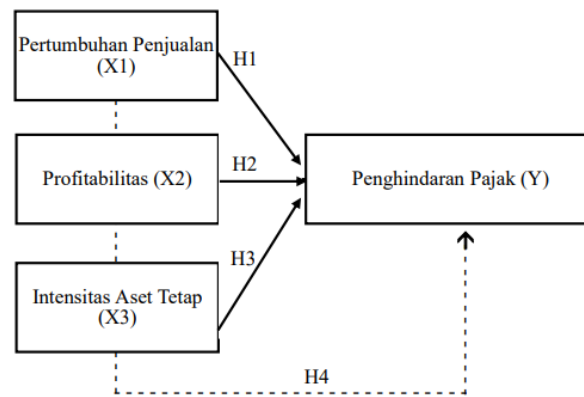 Pertumbuhan Penjualan
(X1)
H1
Profitabilitas (X2)
H2
Penghindaran Pajak (Y)
H3
Intensitas Aset Tetap
(X3)
H4